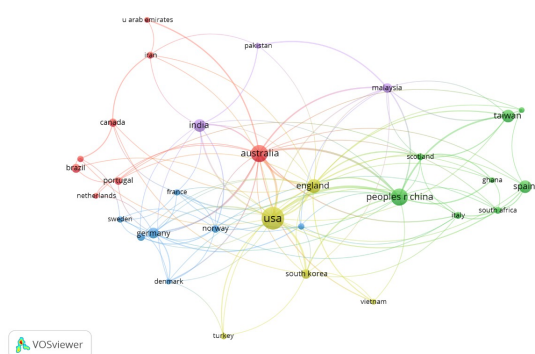 u arab emirates
pakistan
iran
malaysia
taiwan
canada
india
australia
scotland
brazil
portugal
england
ghana
spain
netherlands
france
peoples r china
sweden
usa
italy
south africa
germany
norway
denmark
south korea
vietnam
turkey
VOSviewer